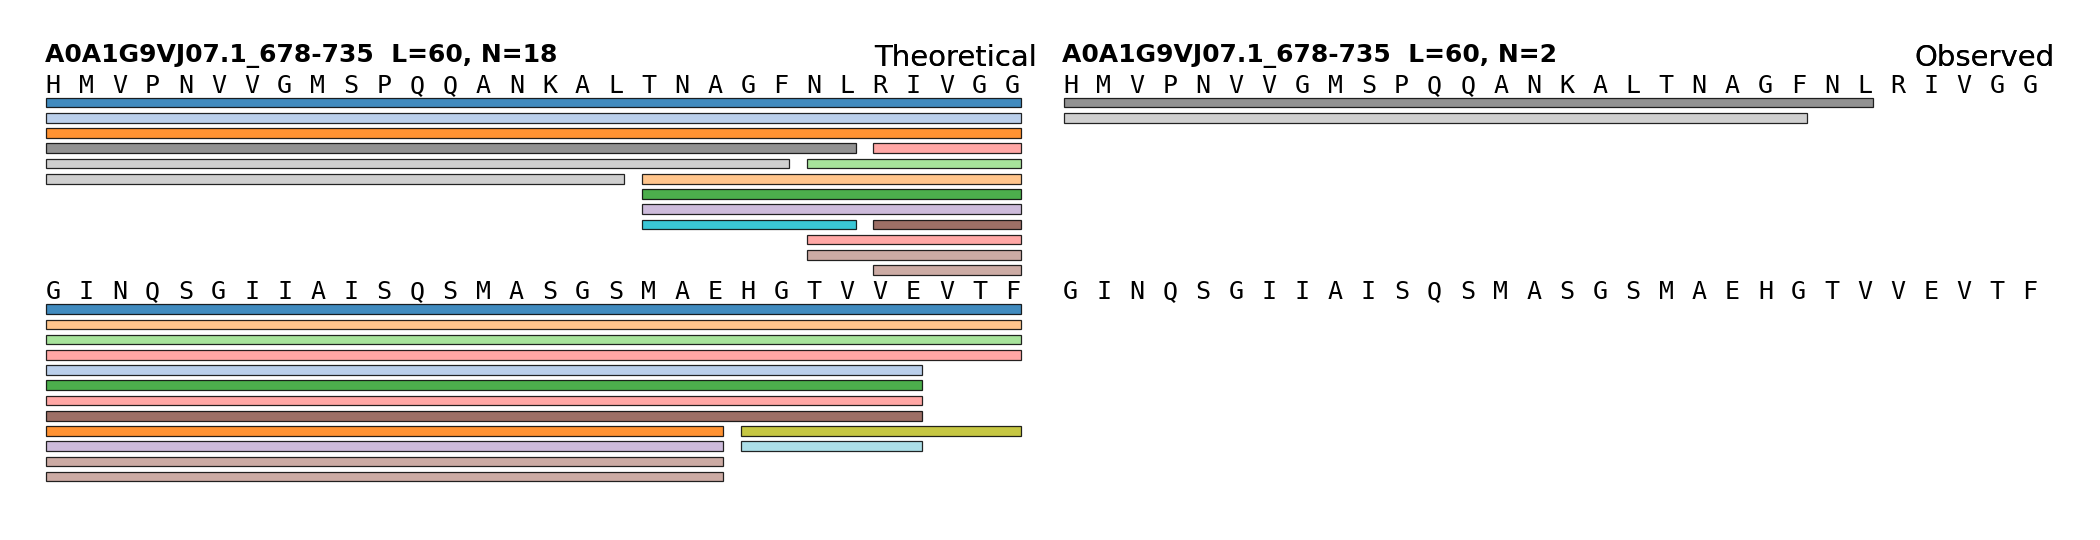 A0A1G9VJ07.1_678-735 L=60, N=18
Theoretical
H M V P N V V G M S P Q Q A N K A L T N A G F N L R I V G G
G I N Q S G I I A I S Q S M A S G S M A E H G T V V E V T F
A0A1G9VJ07.1_678-735 L=60, N=2
Observed
H M V P N V V G M S P Q Q A N K A L T N A G F N L R I V G G
G I N Q S G I I A I S Q S M A S G S M A E H G T V V E V T F